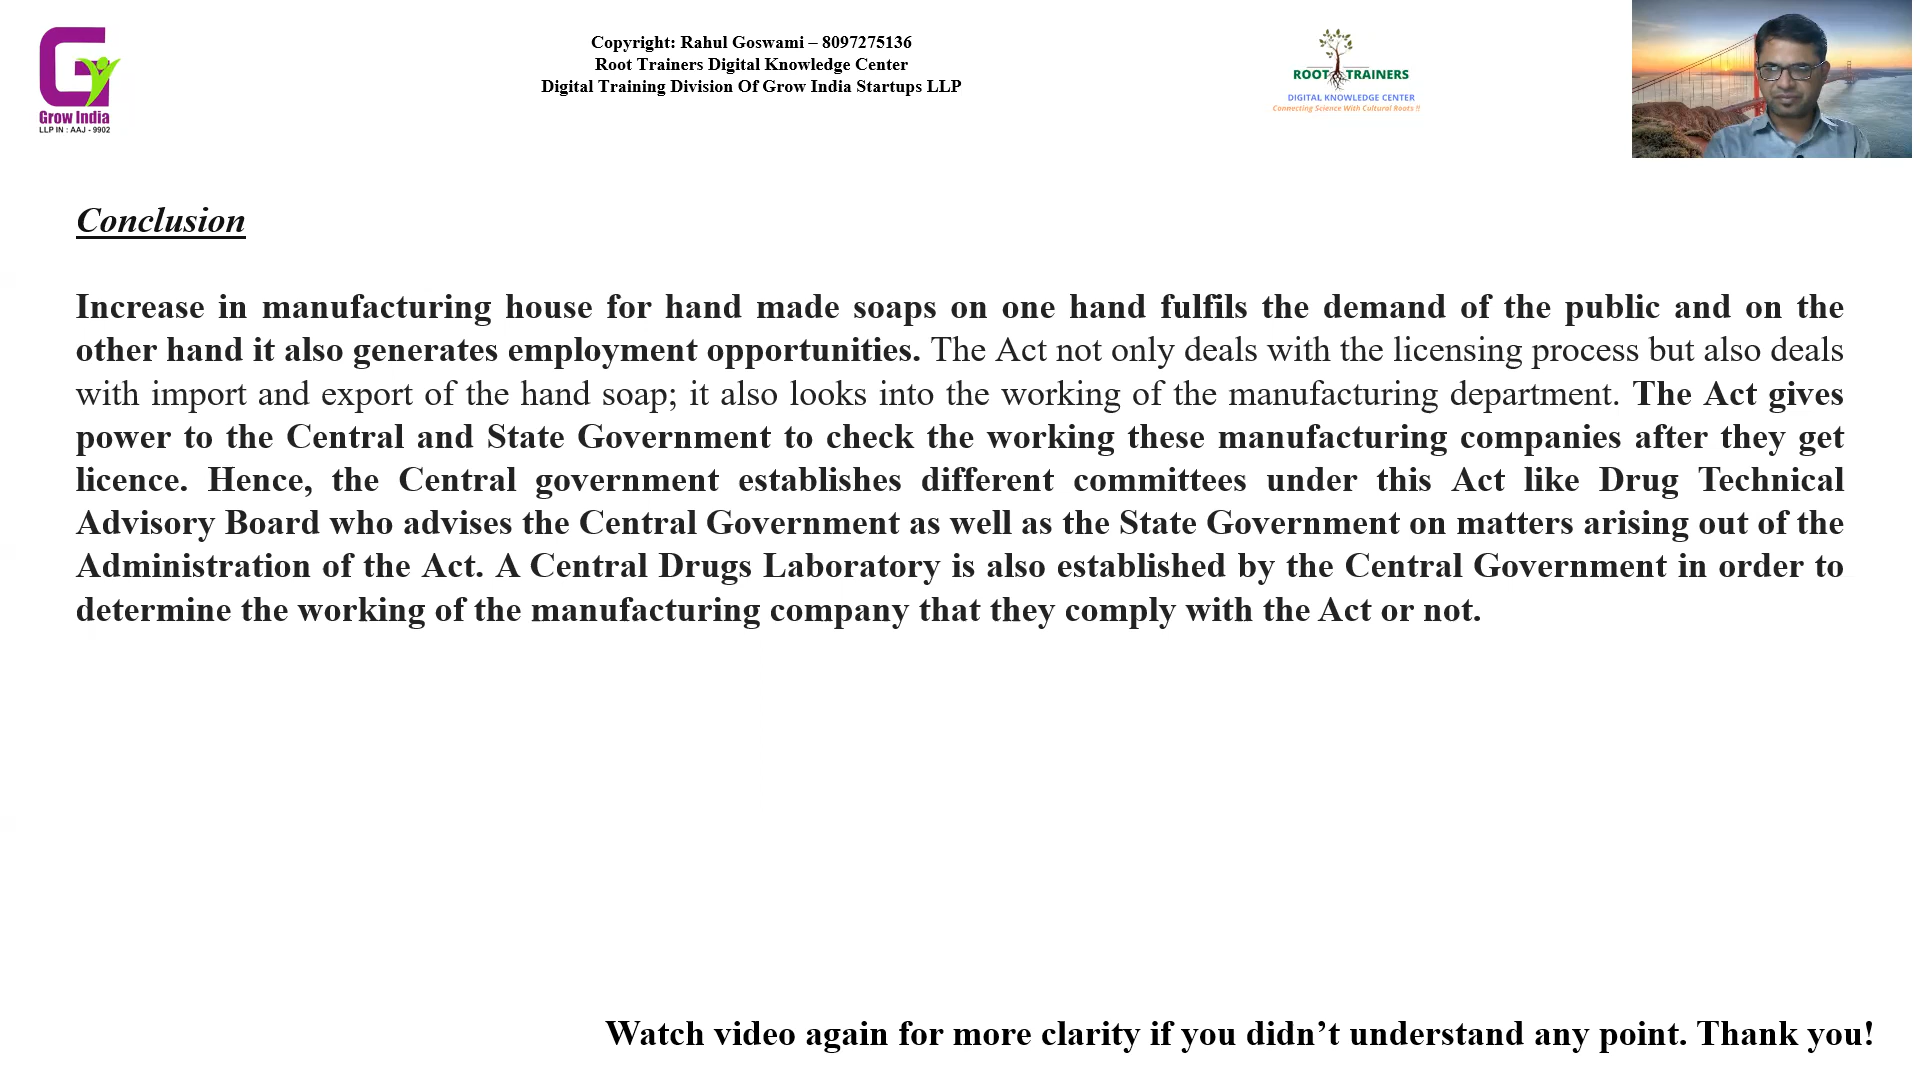 Copyright: Rahul Goswami – 8097275136
Root Trainers Digital Knowledge Center
Digital Training Division Of Grow India Startups LLP
Grow India
LLP IN : AAJ - 9902
ROOT TRAINERS
DIGITAL KNOWLEDGE CENTER
Connecting Science With Cultural Roots !!
Conclusion
Increase in manufacturing house for hand made soaps on one hand fulfils the demand of the public and on the
other hand it also generates employment opportunities. The Act not only deals with the licensing process but also deals
with import and export of the hand soap; it also looks into the working of the manufacturing department. The Act gives
power to the Central and State Government to check the working these manufacturing companies after they get
licence. Hence, the Central government establishes different committees under this Act like Drug Technical
Advisory Board who advises the Central Government as well as the State Government on matters arising out of the
Administration of the Act. A Central Drugs Laboratory is also established by the Central Government in order to
determine the working of the manufacturing company that they comply with the Act or not.
Watch video again for more clarity if you didn’t understand any point. Thank you!